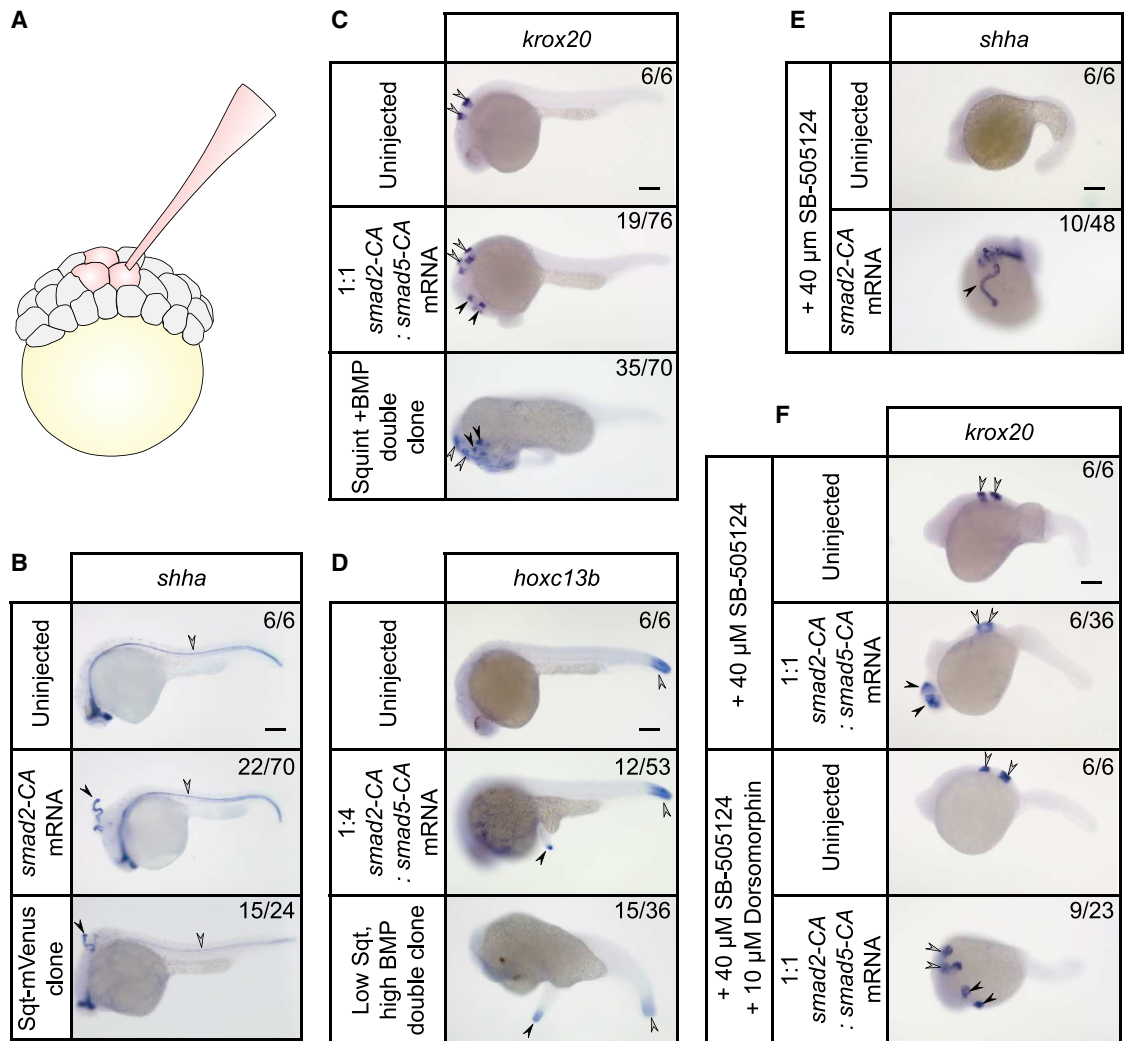 A
B
shha
Uninjected
6/6
smad2-CA
mRNA
22/70
Sqt-mVenus
clone
15/24
C
krox20
Uninjected
6/6
1:1
smad2-CA
: smad5-CA
mRNA
19/76
Squint +BMP
double
clone
35/70
D
hoxc13b
Uninjected
6/6
1:4
smad2-CA
: smad5-CA
mRNA
12/53
Low Sqt,
high BMP
double clone
15/36
E
shha
+ 40 µm SB-505124
Uninjected
6/6
smad2-CA
mRNA
10/48
F
krox20
+ 40 µM SB-505124
Uninjected
6/6
1:1
smad2-CA
: smad5-CA
mRNA
6/36
+ 40 µM SB-505124
+ 10 µM Dorsomorphin
Uninjected
6/6
1:1
smad2-CA
: smad5-CA
mRNA
9/23